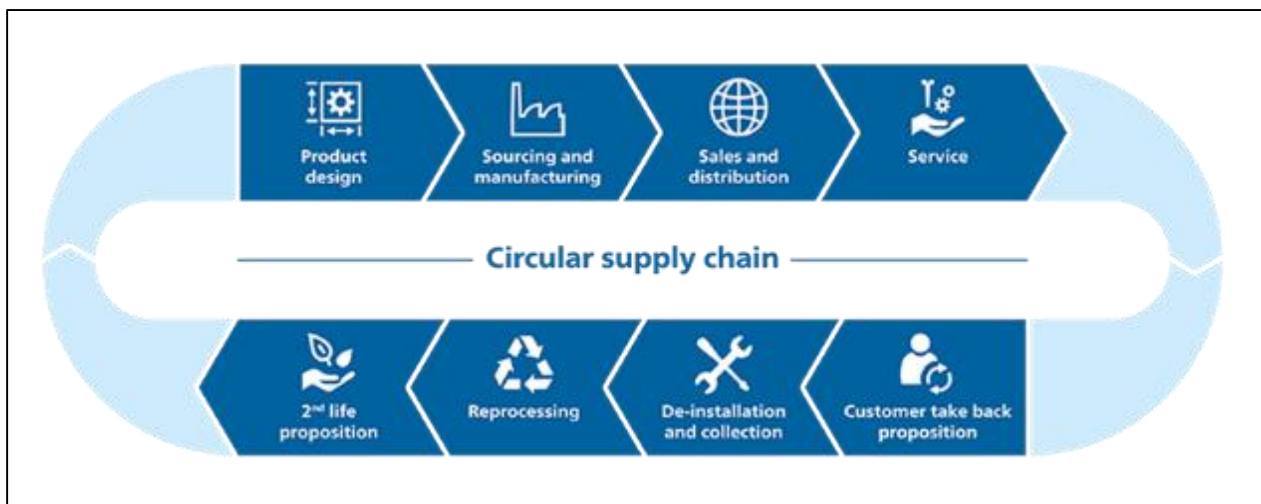 Product
design
Sourcing and
manufacturing
Sales and
distribution
Service
Circular supply chain
2ⁿᵈ life
proposition
Reprocessing
De-installation
and collection
Customer take back
proposition